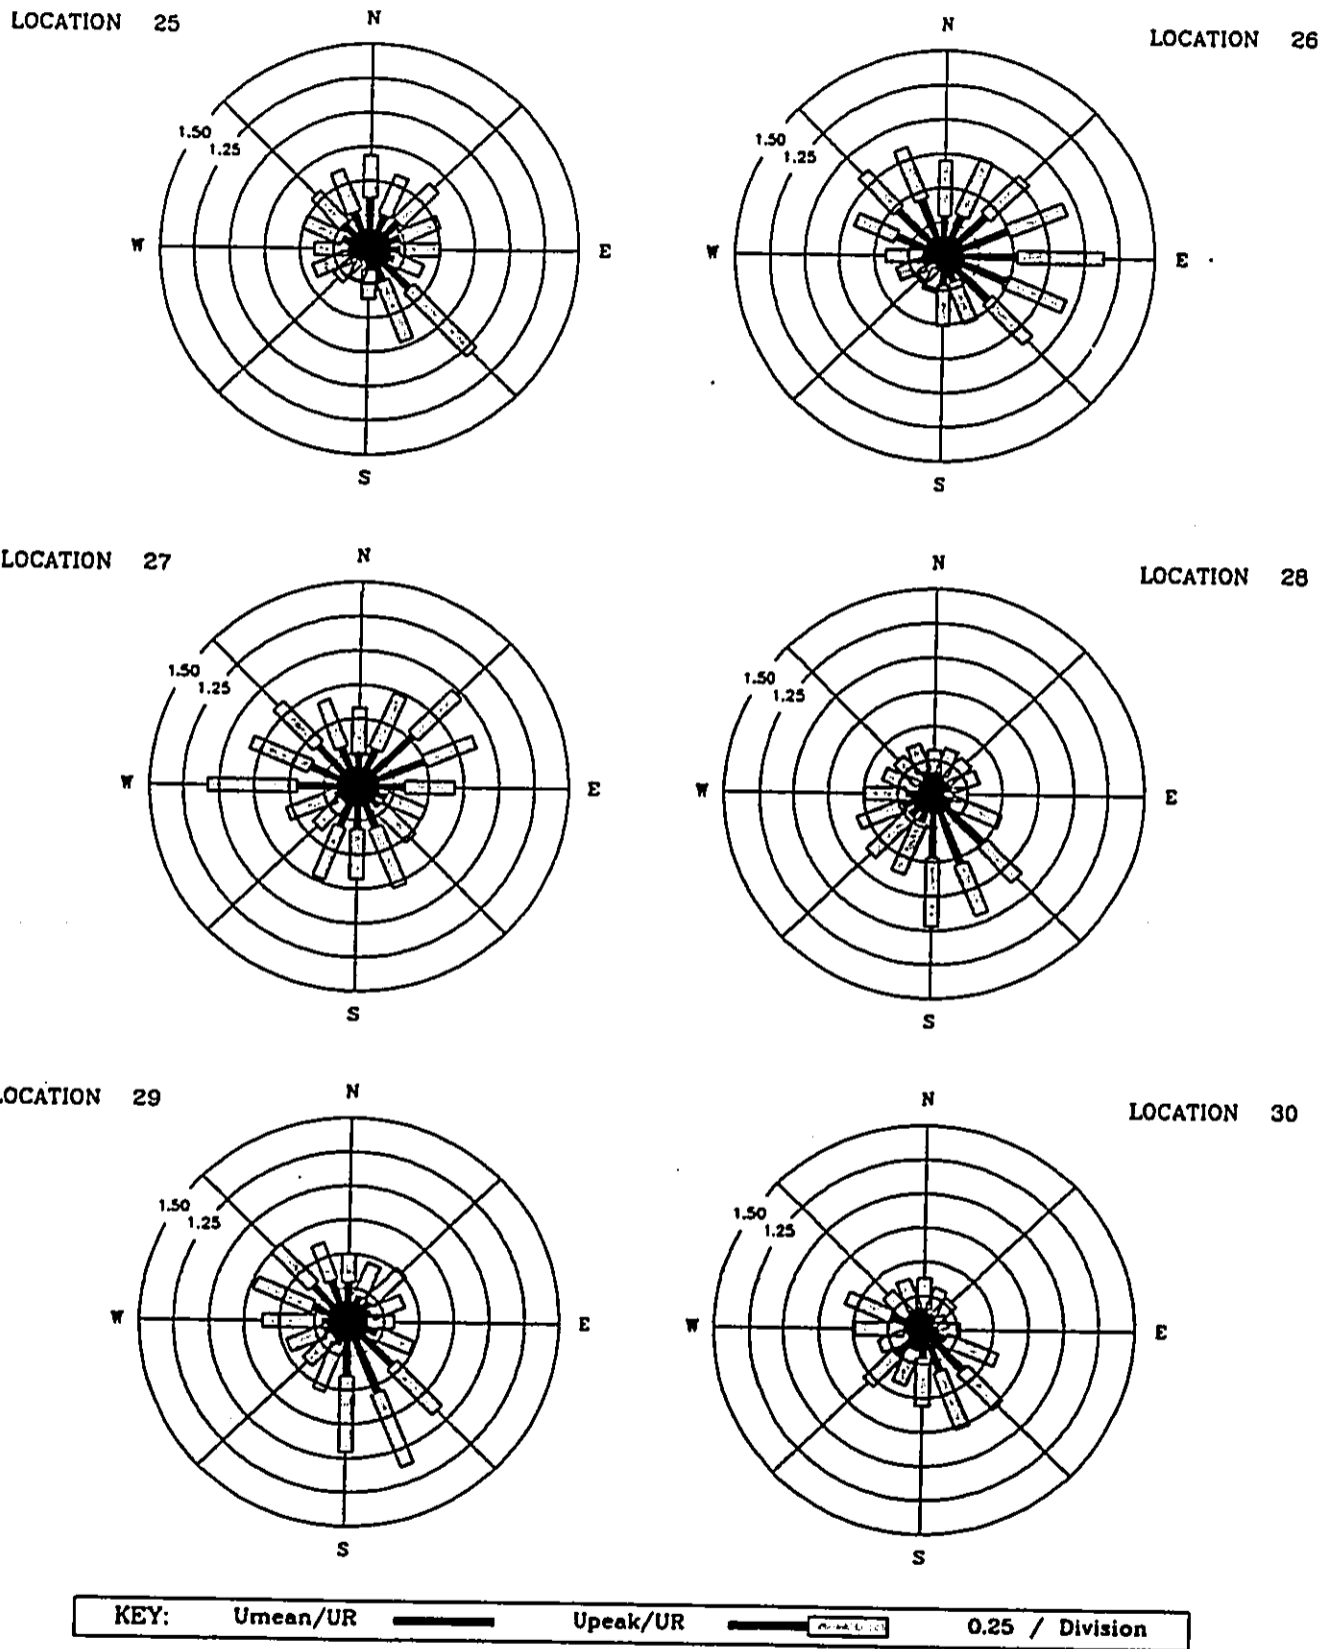 LOCATION 25
N
1.50
1.25
W
E
S
LOCATION 26
N
1.50
1.25
W
E
S
LOCATION 27
N
1.50
1.25
W
E
S
LOCATION 28
N
1.50
1.25
W
E
S
LOCATION 29
N
1.50
1.25
W
E
S
LOCATION 30
N
1.50
1.25
W
E
S
KEY: Umean/UR Upeak/UR 0.25 / Division